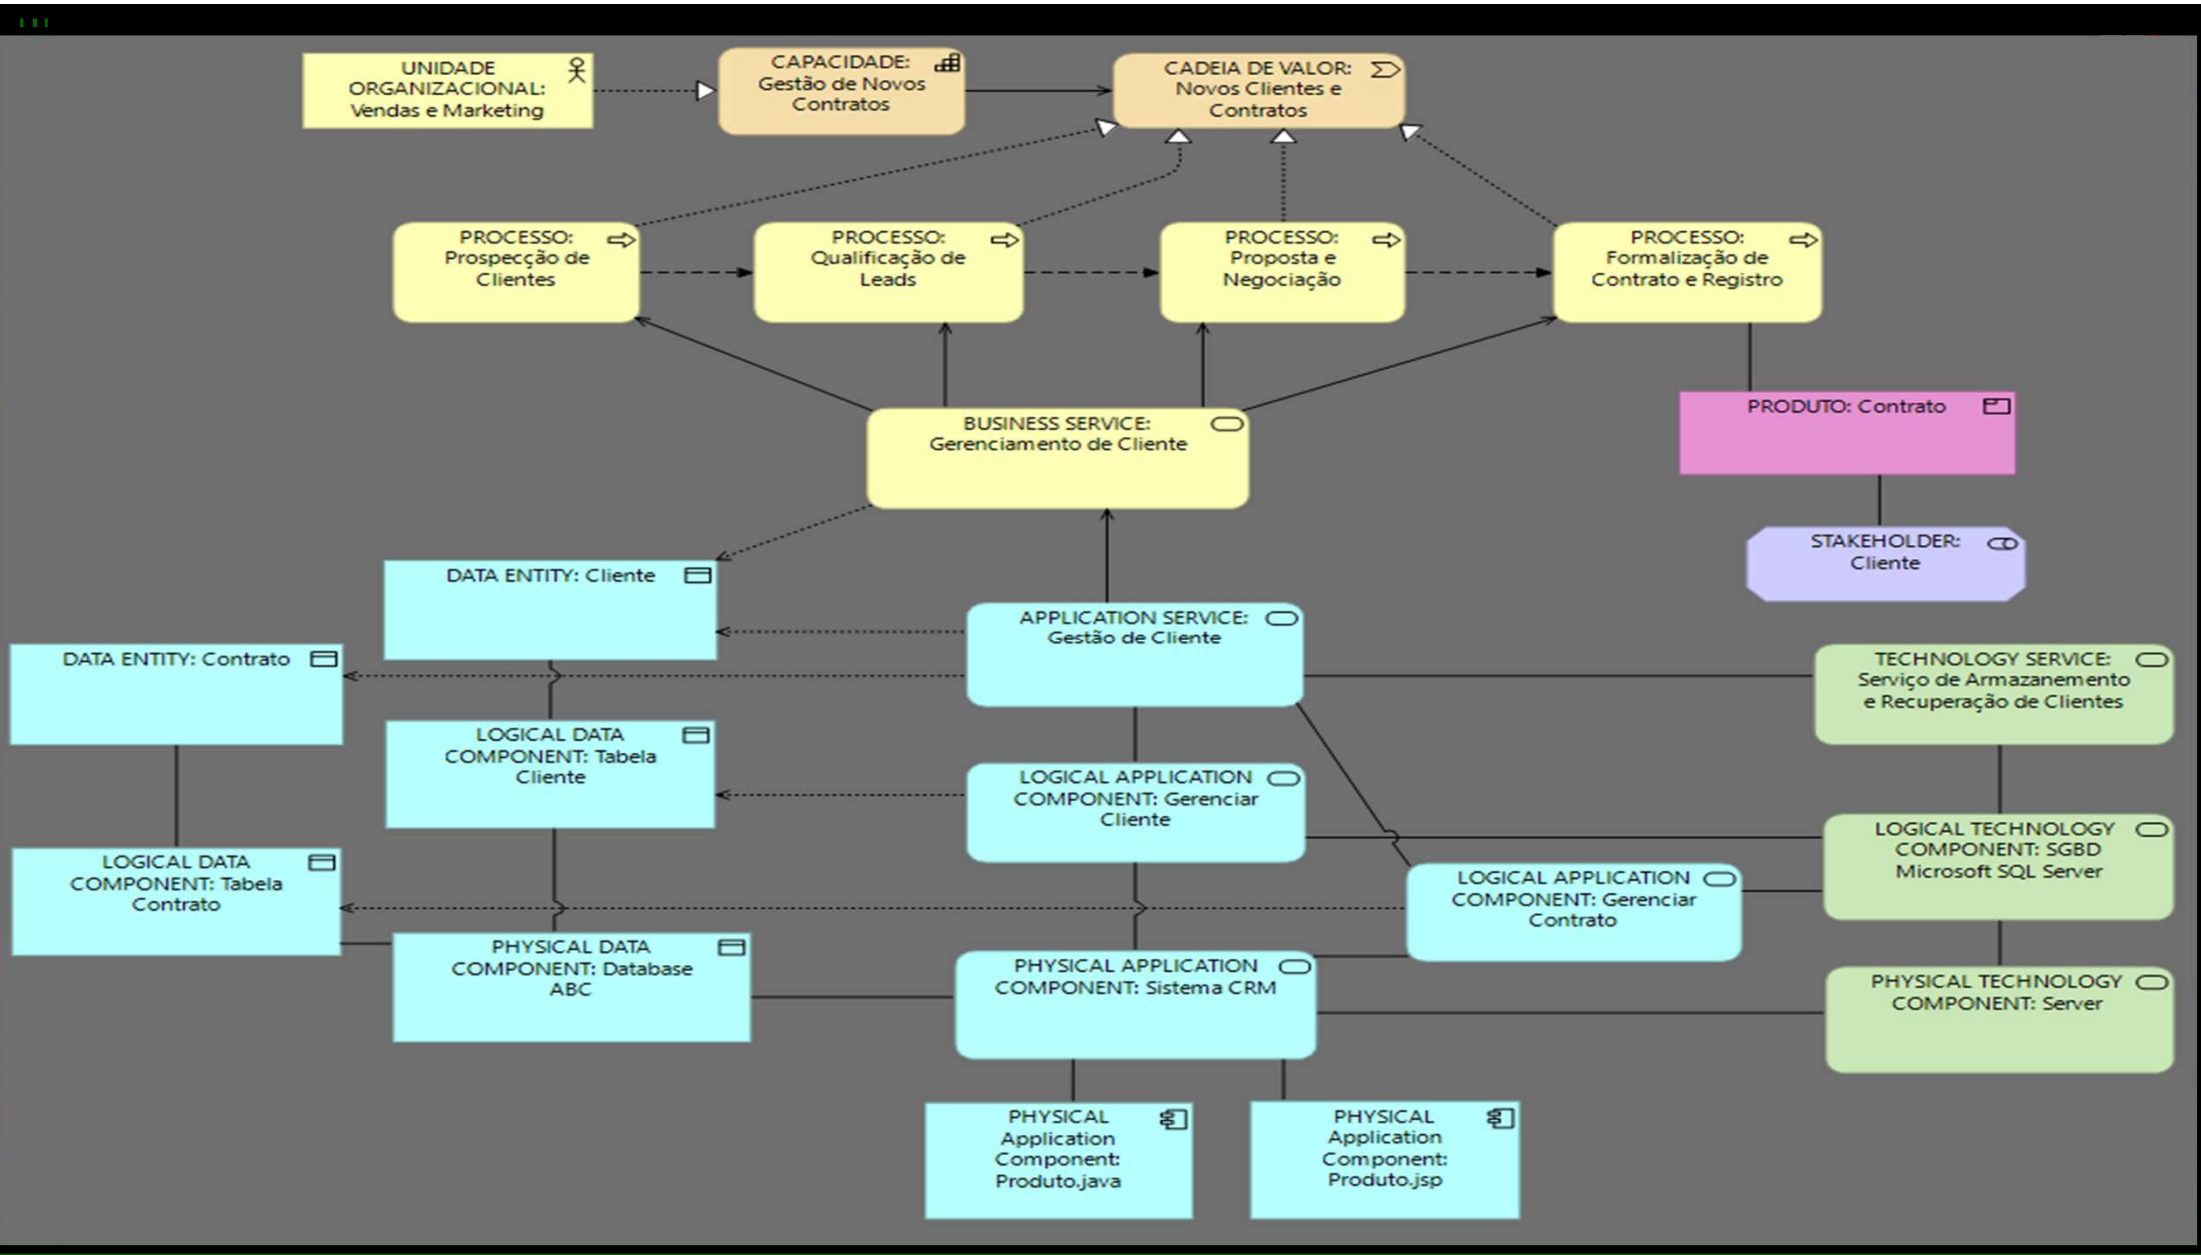 UNIDADE
ORGANIZACIONAL:
Vendas e Marketing
CAPACIDADE:
Gestão de Novos
Contratos
CADEIA DE VALOR:
Novos Clientes e
Contratos
PROCESSO:
Prospecção de
Clientes
PROCESSO:
Qualificação de
Leads
PROCESSO:
Proposta e
Negociação
PROCESSO:
Formalização de
Contrato e Registro
BUSINESS SERVICE:
Gerenciamento de Cliente
PRODUTO: Contrato
STAKEHOLDER:
Cliente
DATA ENTITY: Cliente
APPLICATION SERVICE:
Gestão de Cliente
DATA ENTITY: Contrato
TECHNOLOGY SERVICE:
Serviço de Armazanemento
e Recuperação de Clientes
LOGICAL DATA
COMPONENT: Tabela
Cliente
LOGICAL APPLICATION
COMPONENT: Gerenciar
Cliente
LOGICAL TECHNOLOGY
COMPONENT: SGBD
Microsoft SQL Server
LOGICAL DATA
COMPONENT: Tabela
Contrato
LOGICAL APPLICATION
COMPONENT: Gerenciar
Contrato
PHYSICAL DATA
COMPONENT: Database
ABC
PHYSICAL APPLICATION
COMPONENT: Sistema CRM
PHYSICAL TECHNOLOGY
COMPONENT: Server
PHYSICAL
Application
Component:
Produto.java
PHYSICAL
Application
Component:
Produto.jsp